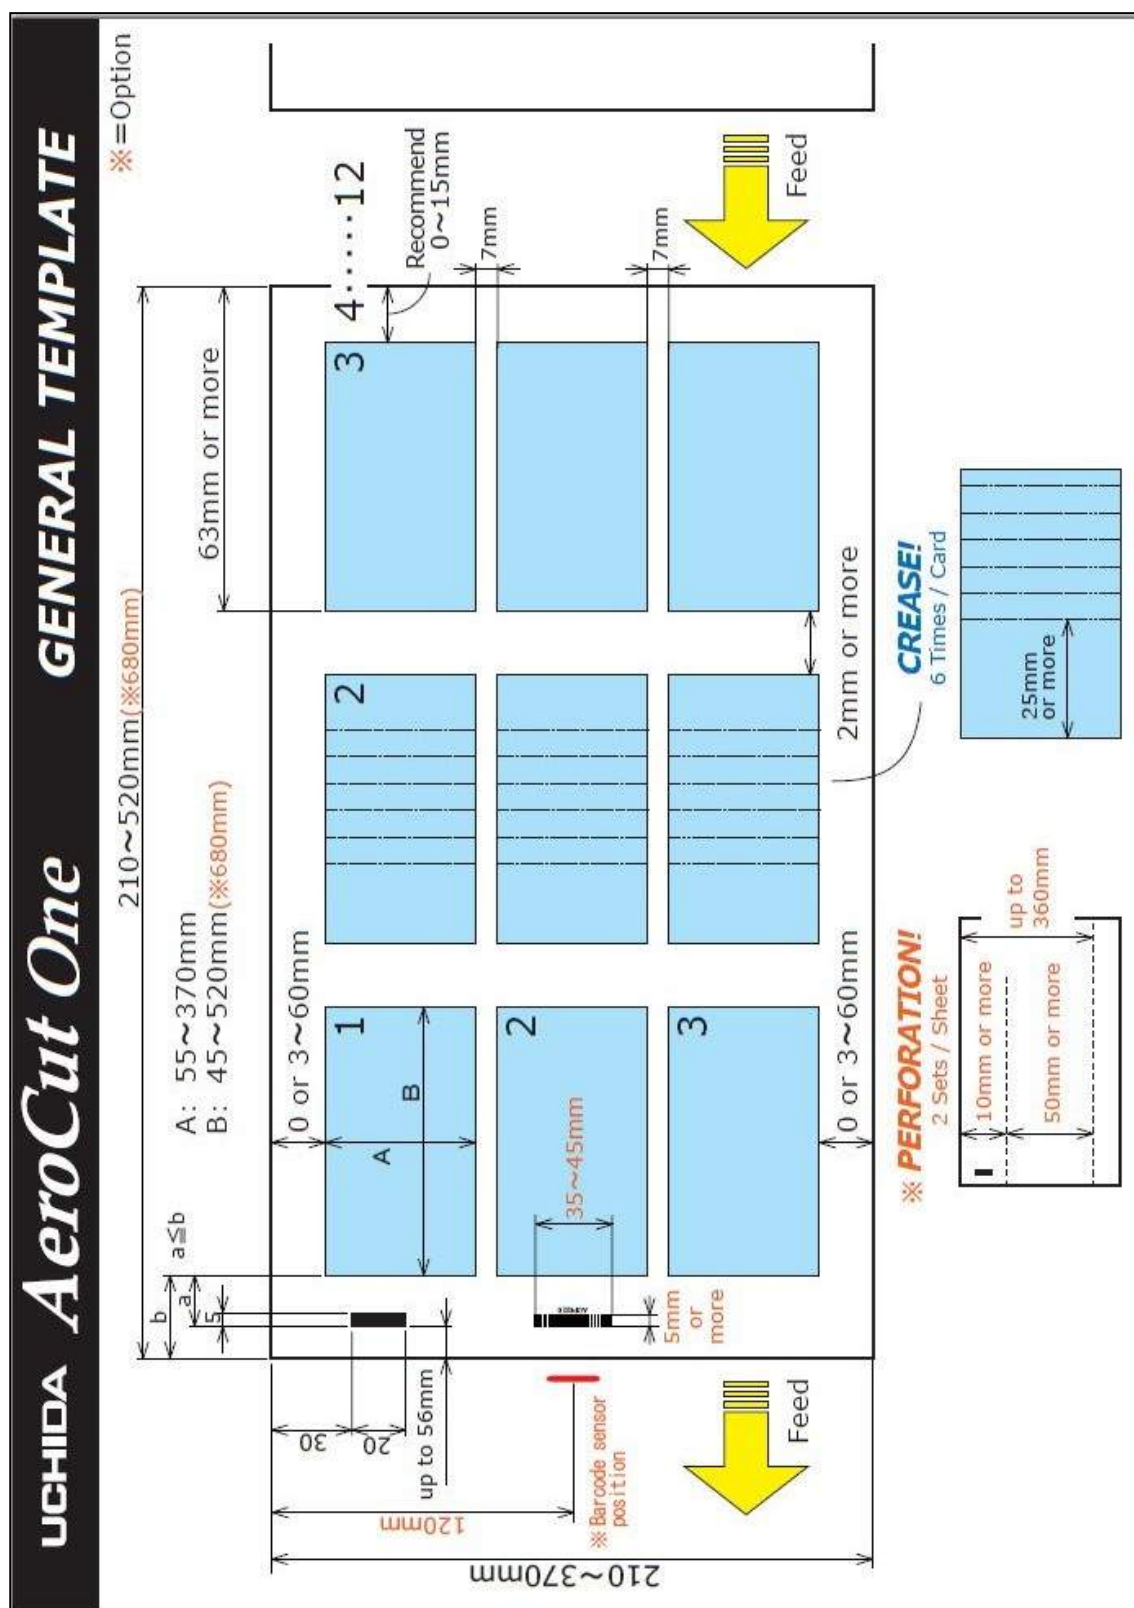 UCHIDA AeroCut One GENERAL TEMPLATE
※=Option
210~520mm(※680mm)
A: 55~370mm
B: 45~520mm(※680mm)
63mm or more
4······12
Recommend
0~15mm
b
a
a≦b
5
0 or 3~60mm
1
2
3
A
B
7mm
30
20
up to 56mm
2
35~45mm
5mm
or
more
120mm
※ Barcode sensor
position
7mm
3
0 or 3~60mm
2mm or more
Feed
Feed
210~370mm
※ PERFORATION!
2 Sets / Sheet
10mm or more
50mm or more
up to
360mm
CREASE!
6 Times / Card
25mm
or more